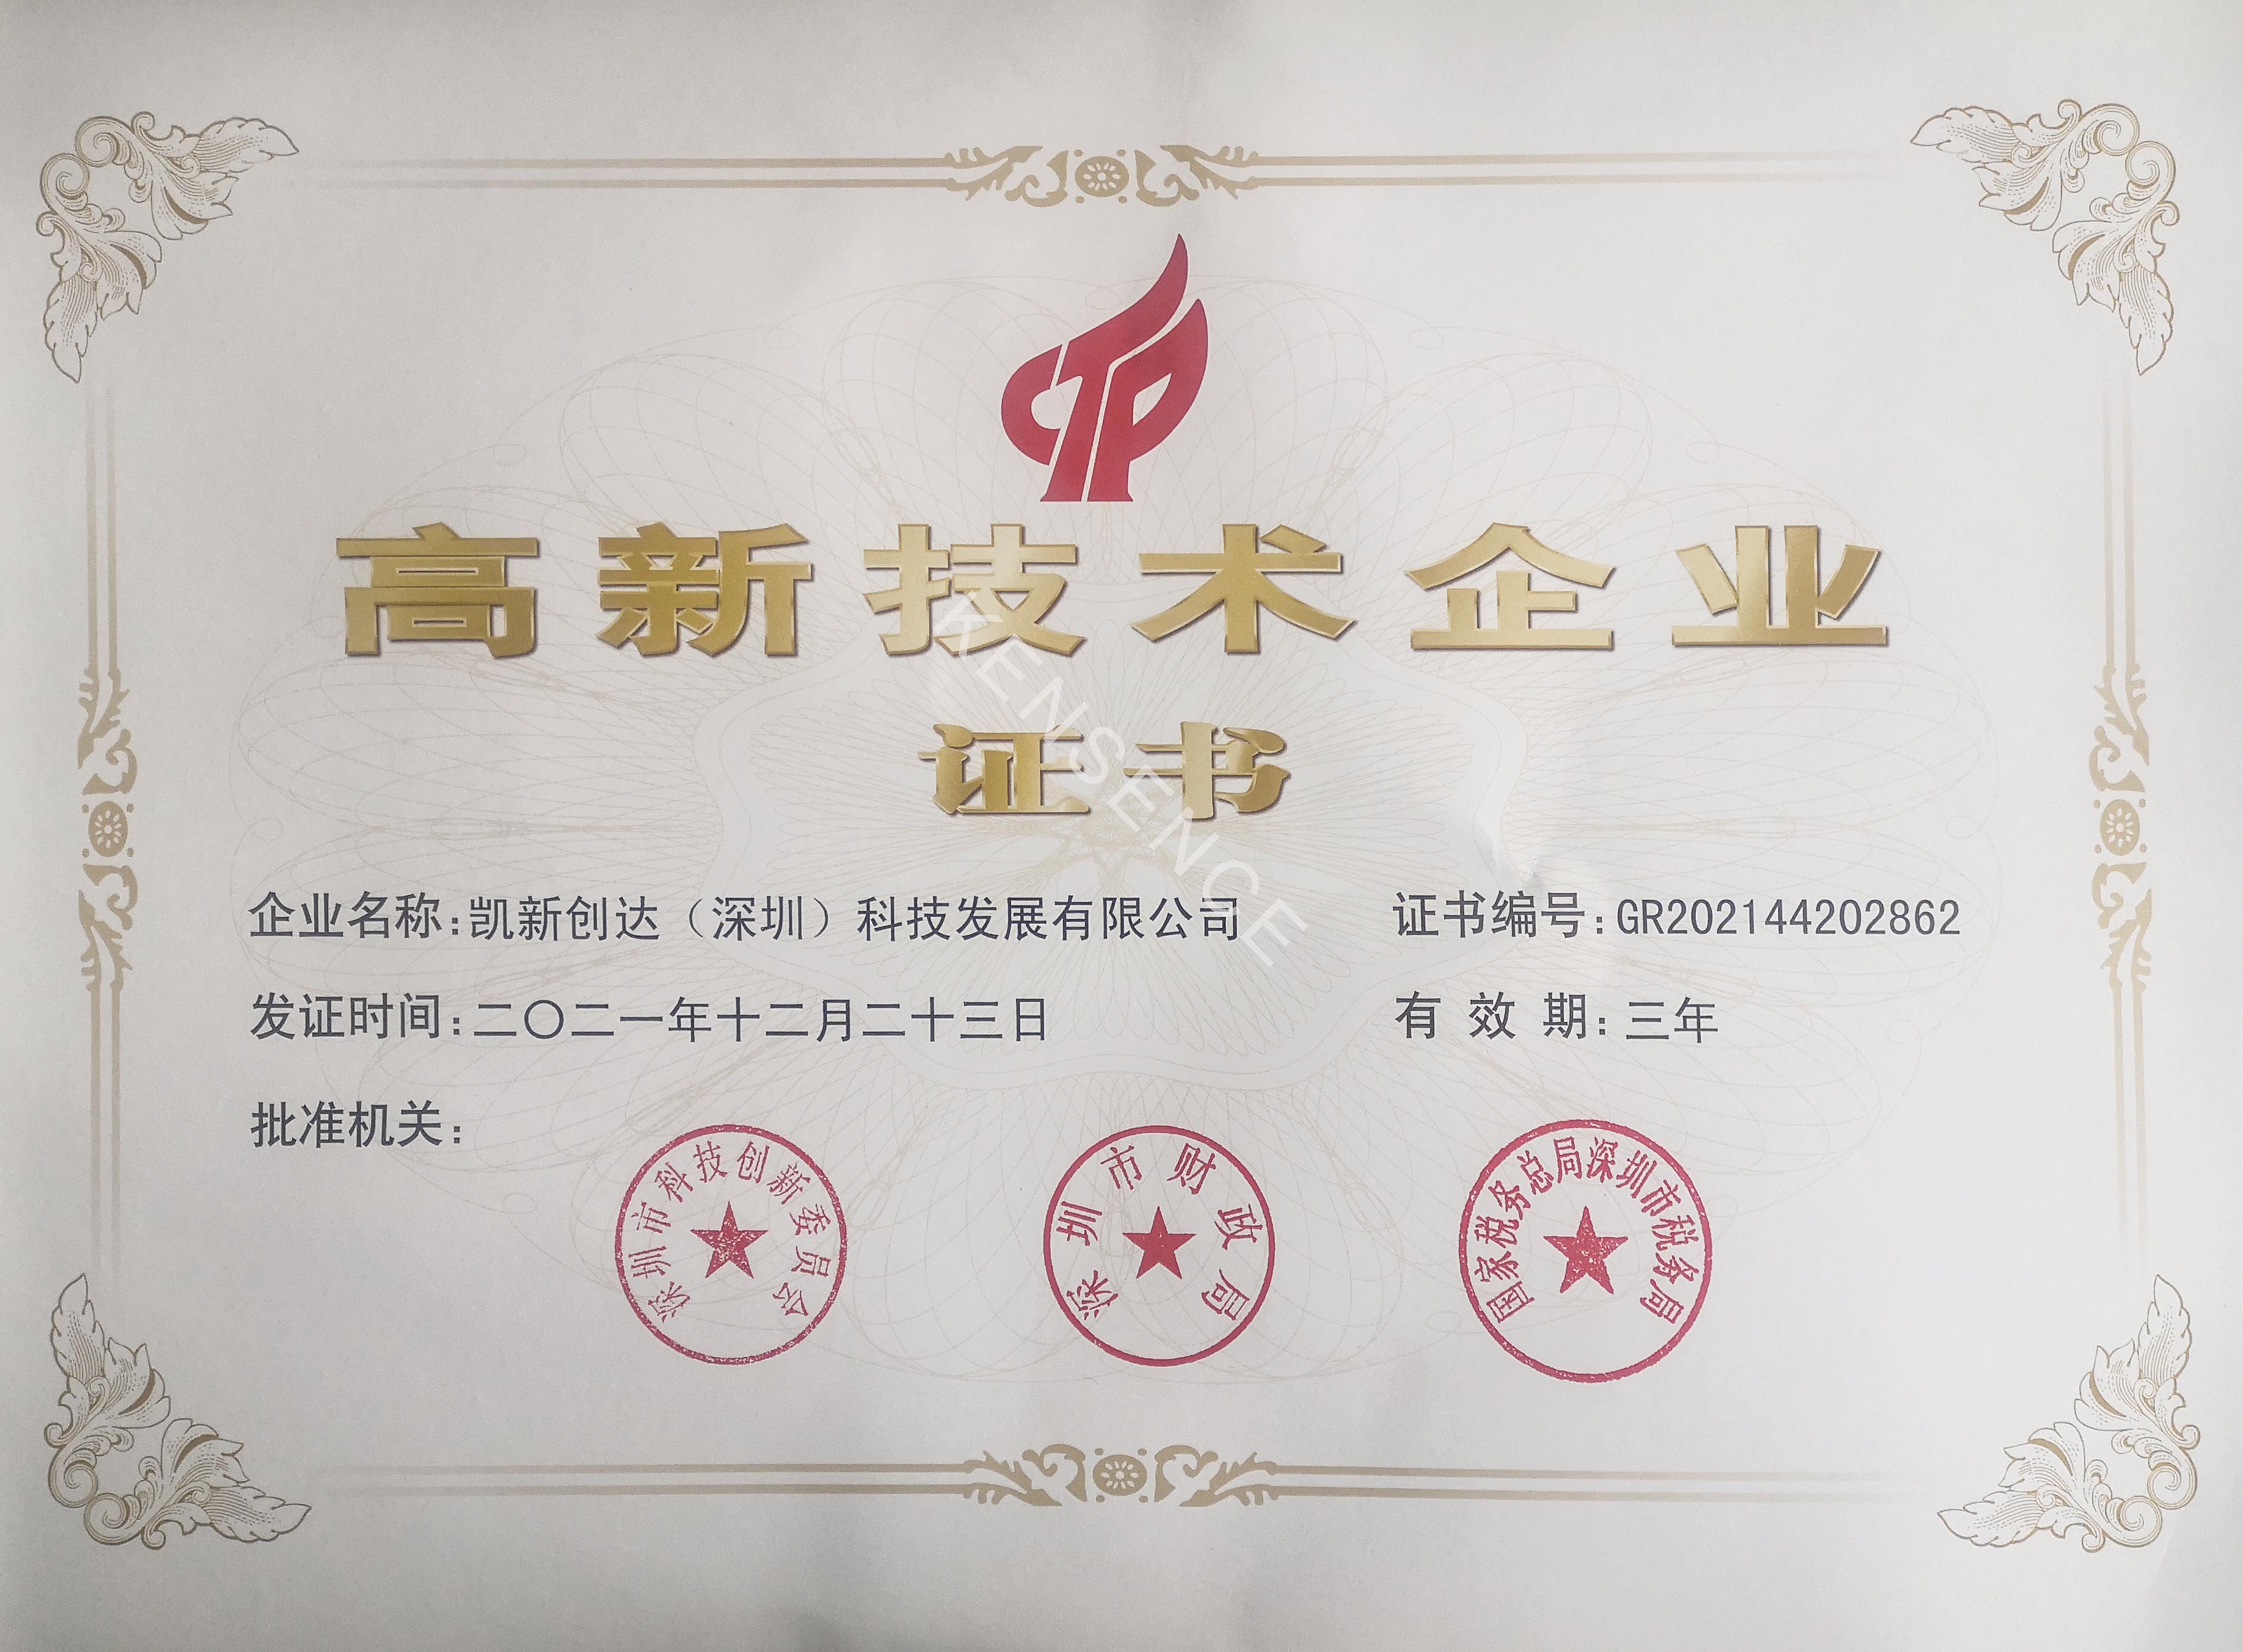 高新技术企业
证书
KENSENCE
企业名称:凯新创达（深圳）科技发展有限公司
证书编号:GR202144202862
发证时间:二〇二一年十二月二十三日
有 效 期:三年
批准机关:
深圳市科技创新委员会
深圳市财政局
国家税务总局深圳市税务局